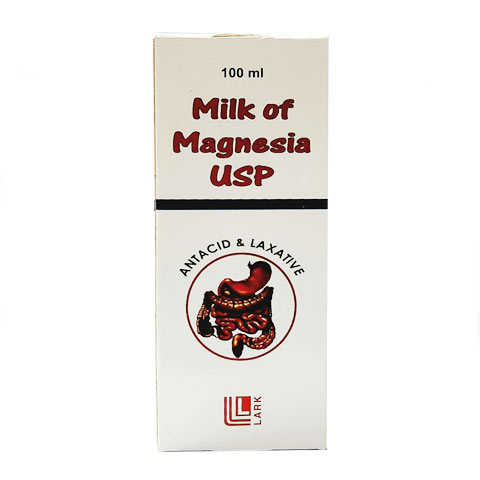 100 ml
Milk of
Magnesia
USP
ANTACID & LAXATIVE
LARK